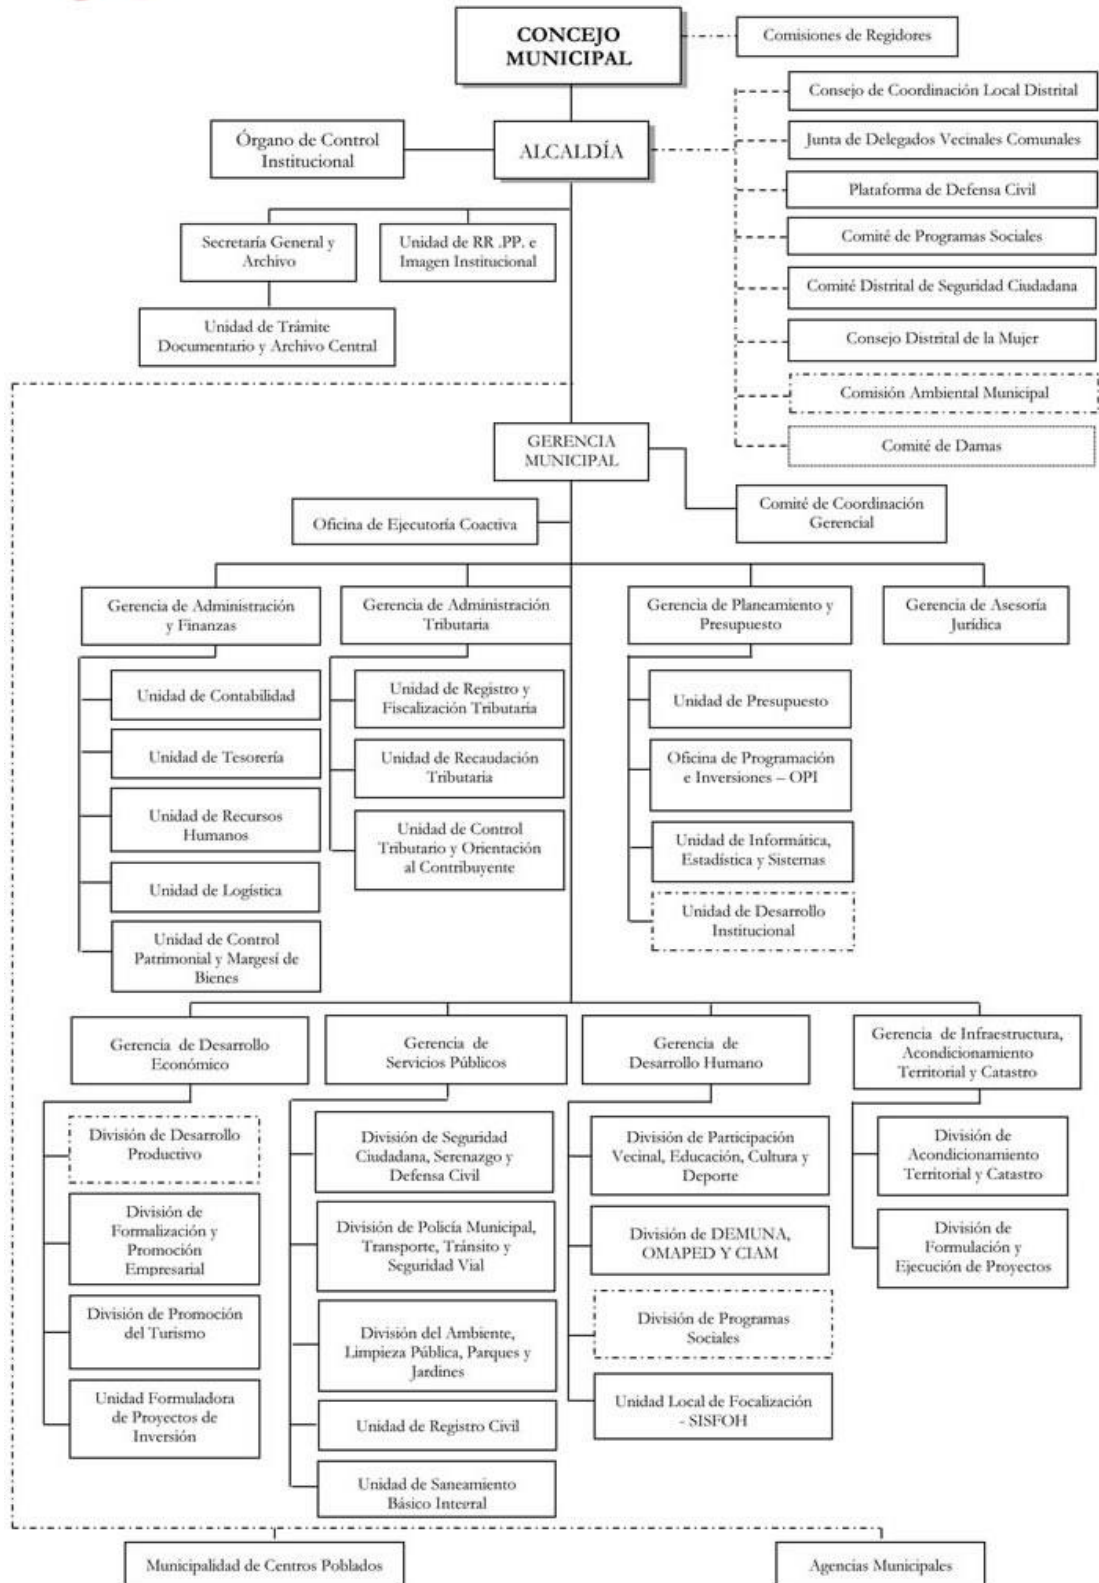 CONCEJO
MUNICIPAL
Comisiones de Regidores
Consejo de Coordinación Local Distrital
Órgano de Control
Institucional
ALCALDÍA
Junta de Delegados Vecinales Comunales
Plataforma de Defensa Civil
Secretaría General y
Archivo
Unidad de RR .PP. e
Imagen Institucional
Comité de Programas Sociales
Comité Distrital de Seguridad Ciudadana
Unidad de Trámite
Documentario y Archivo Central
Consejo Distrital de la Mujer
Comisión Ambiental Municipal
Comité de Damas
GERENCIA
MUNICIPAL
Oficina de Ejecutoría Coactiva
Comité de Coordinación
Gerencial
Gerencia de Administración
y Finanzas
Gerencia de Administración
Tributaria
Gerencia de Planeamiento y
Presupuesto
Gerencia de Asesoría
Jurídica
Unidad de Contabilidad
Unidad de Tesorería
Unidad de Recursos
Humanos
Unidad de Logística
Unidad de Control
Patrimonial y Margesí de
Bienes
Unidad de Registro y
Fiscalización Tributaria
Unidad de Recaudación
Tributaria
Unidad de Control
Tributario y Orientación
al Contribuyente
Unidad de Presupuesto
Oficina de Programación
e Inversiones – OPI
Unidad de Informática,
Estadística y Sistemas
Unidad de Desarrollo
Institucional
Gerencia de Desarrollo
Económico
Gerencia de
Servicios Públicos
Gerencia de
Desarrollo Humano
Gerencia de Infraestructura,
Acondicionamiento
Territorial y Catastro
División de Desarrollo
Productivo
División de
Formalización y
Promoción
Empresarial
División de Promoción
del Turismo
Unidad Formuladora
de Proyectos de
Inversión
División de Seguridad
Ciudadana, Serenazgo y
Defensa Civil
División de Policía Municipal,
Transporte, Tránsito y
Seguridad Vial
División del Ambiente,
Limpieza Pública, Parques y
Jardines
Unidad de Registro Civil
Unidad de Saneamiento
Básico Integral
División de Participación
Vecinal, Educación, Cultura y
Deporte
División de DEMUNA,
OMAPED Y CIAM
División de Programas
Sociales
Unidad Local de Focalización
- SISFOH
División de
Acondicionamiento
Territorial y Catastro
División de
Formulación y
Ejecución de Proyectos
Municipalidad de Centros Poblados
Agencias Municipales